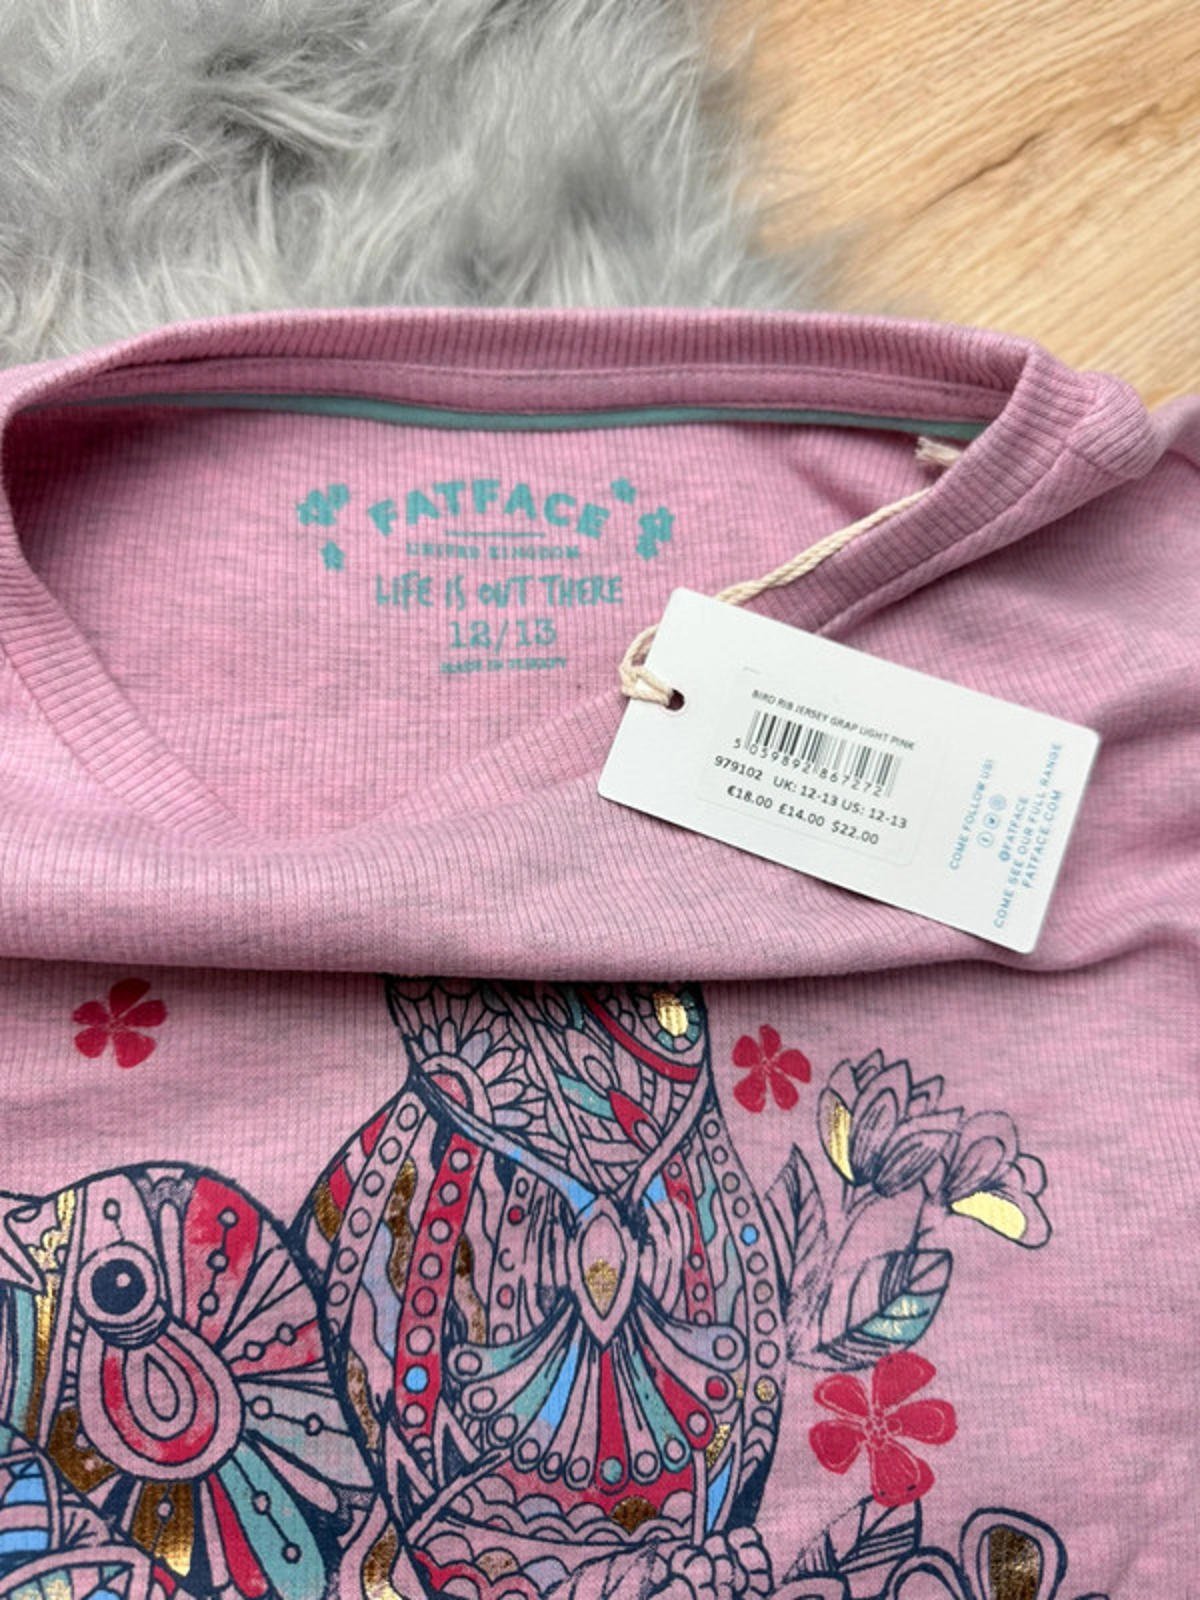 FATFACE
UNITED KINGDOM
LIFE IS OUT THERE
12/13
MADE IN TURKEY
BIRD RIB JERSEY GRAP LIGHT PINK
5 059892 867272
979102 UK: 12-13 US: 12-13
€18.00 £14.00 $22.00
COME FOLLOW US!
@FATFACE
COME SEE OUR FULL RANGE
FATFACE.COM